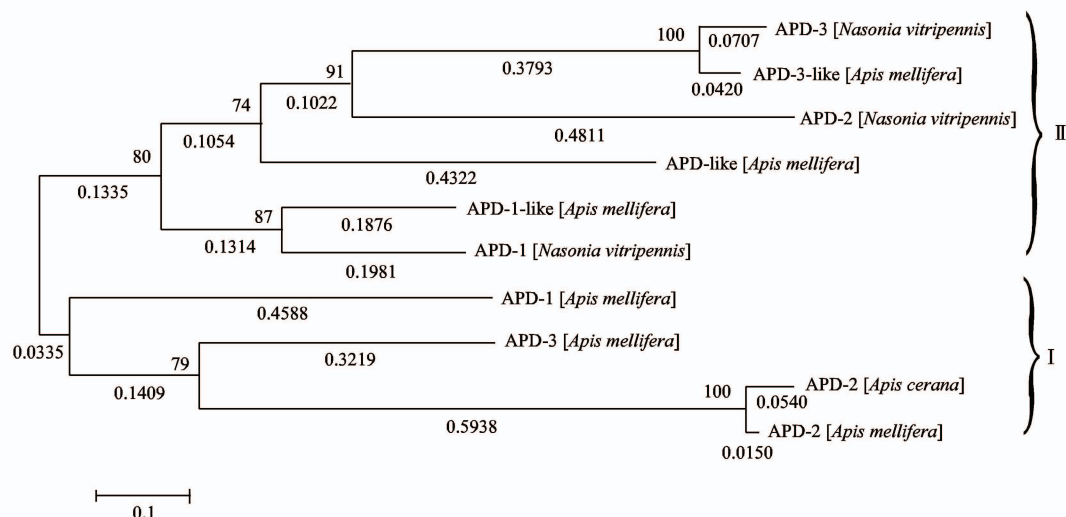 100
0.0707
APD-3 [Nasonia vitripennis]
0.3793
APD-3-like [Apis mellifera]
0.0420
91
0.1022
APD-2 [Nasonia vitripennis]
0.4811
74
0.1054
APD-like [Apis mellifera]
0.4322
II
80
0.1335
87
APD-1-like [Apis mellifera]
0.1876
0.1314
APD-1 [Nasonia vitripennis]
0.1981
APD-1 [Apis mellifera]
0.4588
0.0335
79
APD-3 [Apis mellifera]
0.3219
I
0.1409
100
APD-2 [Apis cerana]
0.0540
0.5938
APD-2 [Apis mellifera]
0.0150
0.1